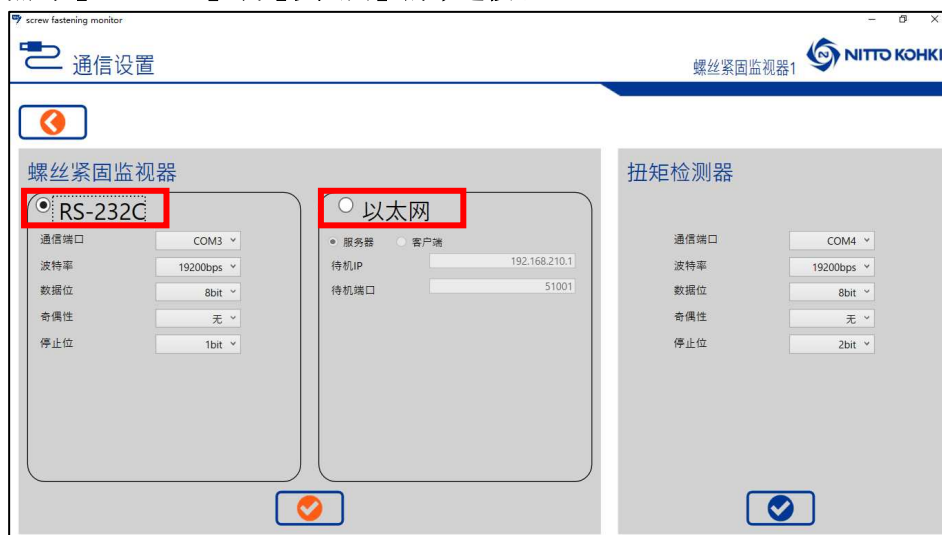 screw fastening monitor
通信设置
螺丝紧固监视器1
NITTO KOHKI
螺丝紧固监视器
RS-232C
通信端口 COM3
波特率 19200bps
数据位 8bit
奇偶性 无
停止位 1bit
以太网
服务器 客户端
待机IP 192.168.210.1
待机端口 51001
扭矩检测器
通信端口 COM4
波特率 19200bps
数据位 8bit
奇偶性 无
停止位 2bit